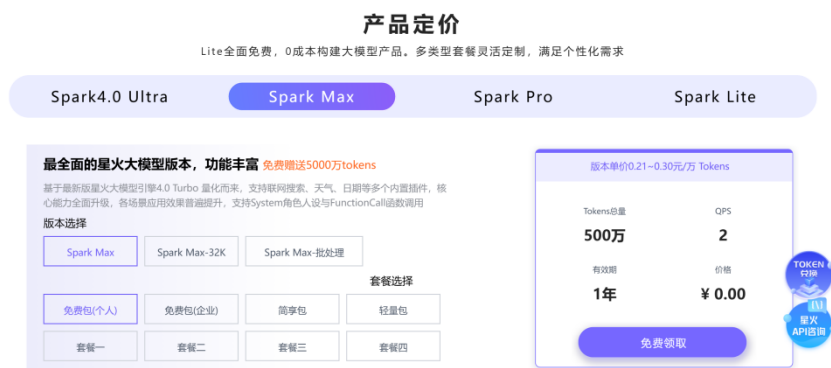 产品定价
Lite全面免费，0成本构建大模型产品。多类型套餐灵活定制，满足个性化需求
Spark4.0 Ultra
Spark Max
Spark Pro
Spark Lite
最全面的星火大模型版本，功能丰富 免费赠送5000万tokens
基于最新版星火大模型引擎4.0 Turbo 量化而来，支持联网搜索、天气、日期等多个内置插件，核
心能力全面升级，各场景应用效果普遍提升，支持System角色人设与FunctionCall函数调用
版本选择
Spark Max
Spark Max-32K
Spark Max-批处理
套餐选择
免费包(个人)
免费包(企业)
简享包
轻量包
套餐一
套餐二
套餐三
套餐四
版本单价0.21~0.30元/万 Tokens
Tokens总量
QPS
500万
2
有效期
价格
1年
¥ 0.00
免费领取
TOKEN
兑换
星火
API咨询